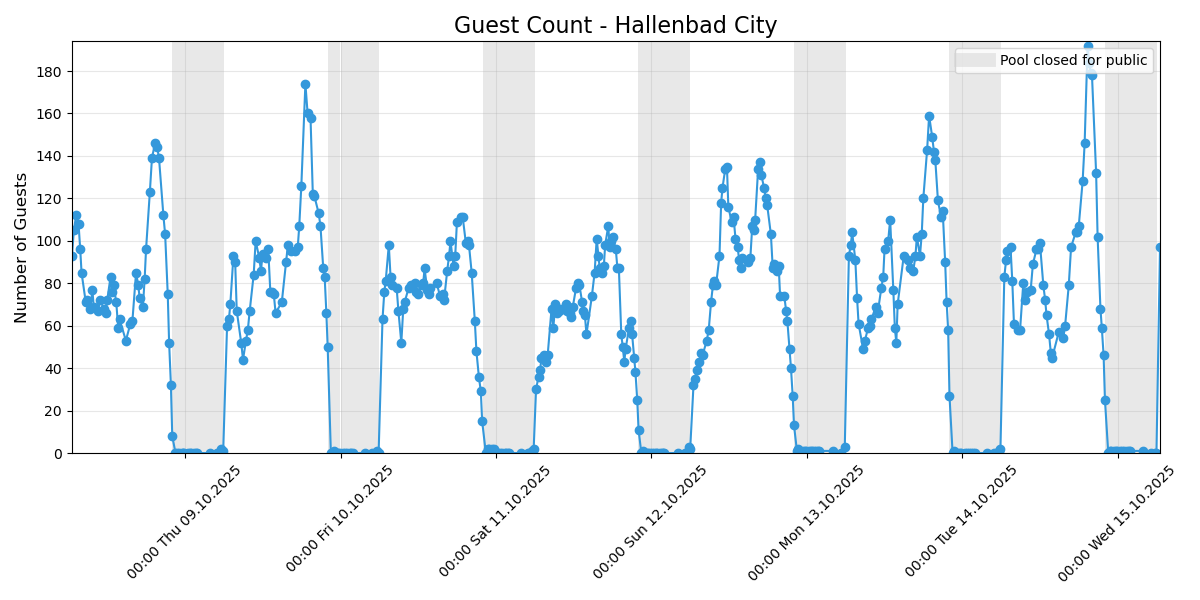 Guest Count - Hallenbad City
Pool closed for public
Number of Guests
180
160
140
120
100
80
60
40
20
0
00:00 Thu 09.10.2025
00:00 Fri 10.10.2025
00:00 Sat 11.10.2025
00:00 Sun 12.10.2025
00:00 Mon 13.10.2025
00:00 Tue 14.10.2025
00:00 Wed 15.10.2025